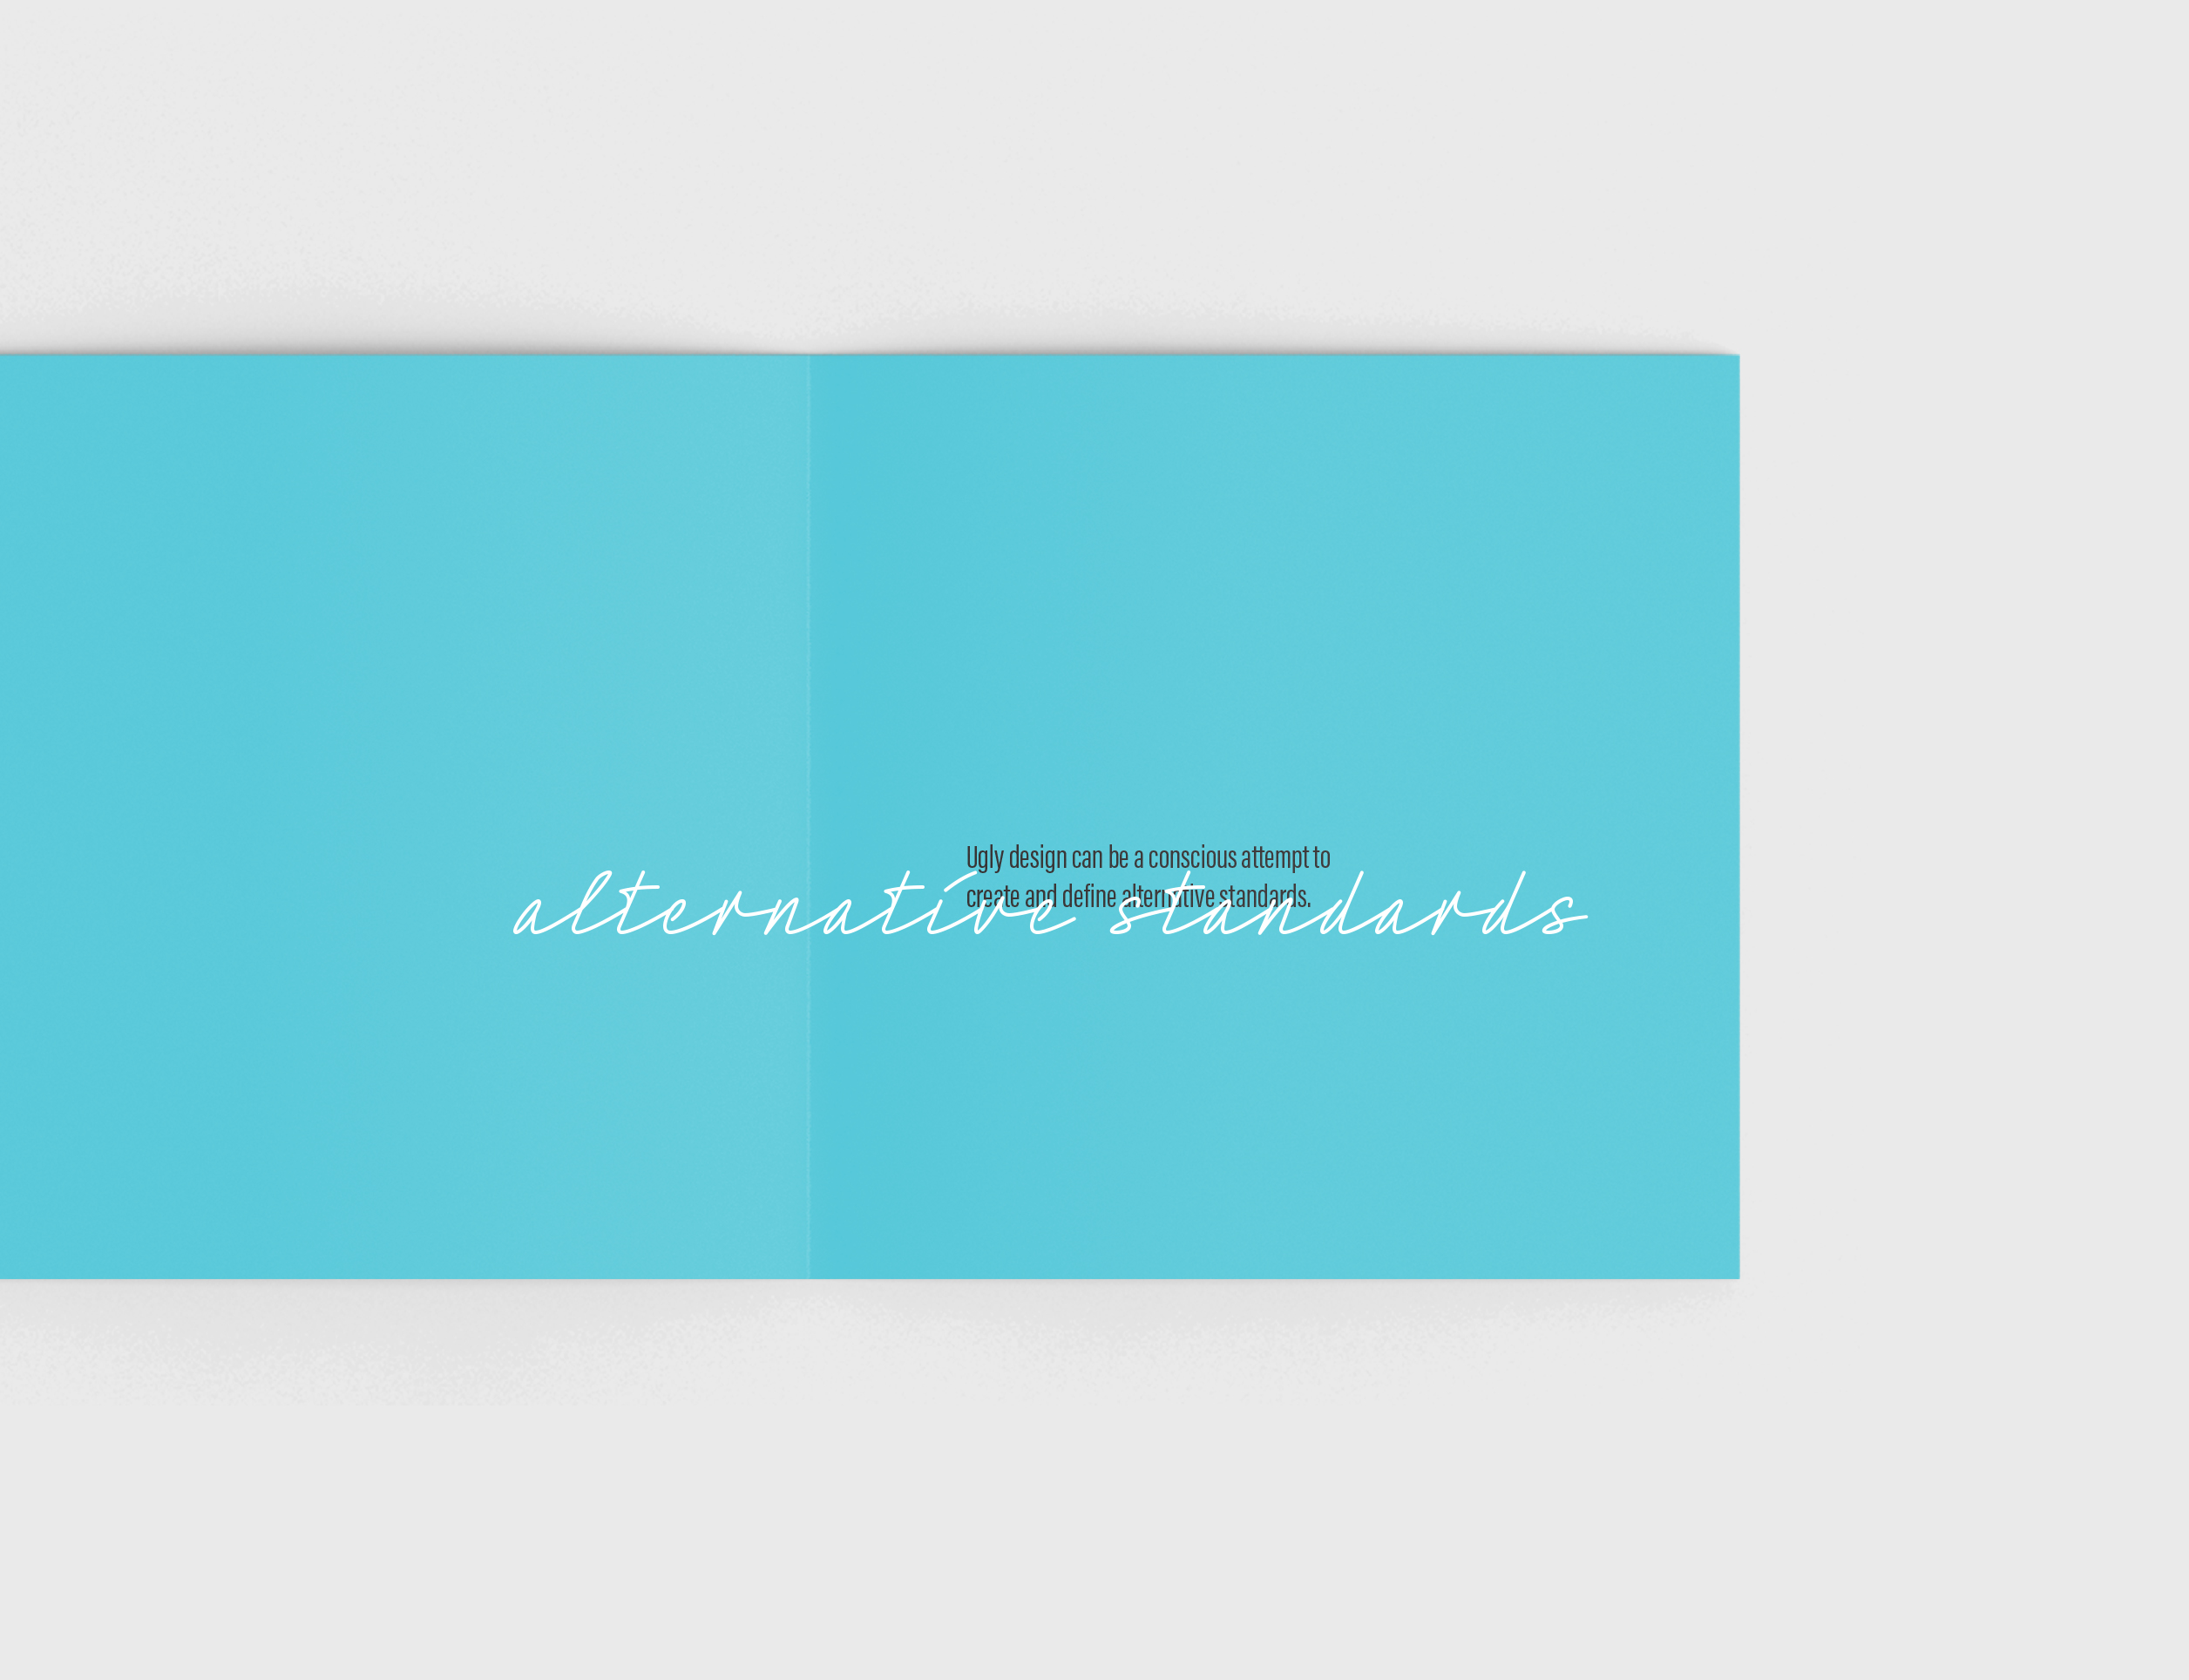 Ugly design can be a conscious attempt to
create and define alternative standards.
alternative standards